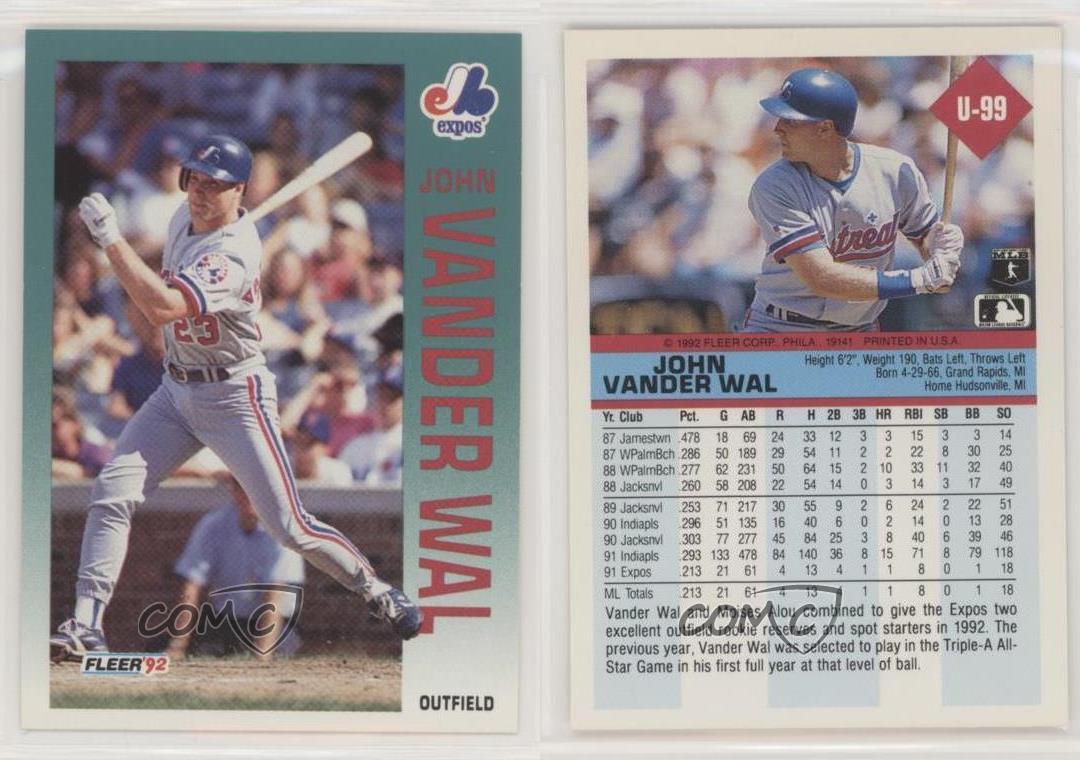 expos
JOHN
VANDER WAL
23
COMC
FLEER '92
OUTFIELD
U-99
treal
MLB
© 1992 FLEER CORP., PHILA., 19141 PRINTED IN U.S.A.
JOHN
VANDER WAL
Height 6'2", Weight 190, Bats Left, Throws Left
Born 4-29-66, Grand Rapids, MI
Home Hudsonville, MI
Yr. Club Pct. G AB R H 2B 3B HR RBI SB BB SO
87 Jamestwn .478 18 69 24 33 12 3 3 15 3 3 14
87 WPalmBch .286 50 189 29 54 11 2 2 22 8 30 25
88 WPalmBch .277 62 231 50 64 15 2 10 33 11 32 40
88 Jacksnvl .260 58 208 22 54 14 0 3 14 3 17 49
89 Jacksnvl .253 71 217 30 55 9 2 6 24 2 22 51
90 Indiapls .296 51 135 16 40 6 0 2 14 0 13 28
90 Jacksnvl .303 77 277 45 84 25 3 8 40 6 39 46
91 Indiapls .293 133 478 84 140 36 8 15 71 8 79 118
91 Expos .213 21 61 4 13 4 1 1 8 0 1 18
ML Totals .213 21 61 4 13 1 1 8 0 1 18
Vander Wal and Moises Alou combined to give the Expos two
excellent outfield rookie reserves and spot starters in 1992. The
previous year, Vander Wal was selected to play in the Triple-A All-
Star Game in his first full year at that level of ball.
COMC